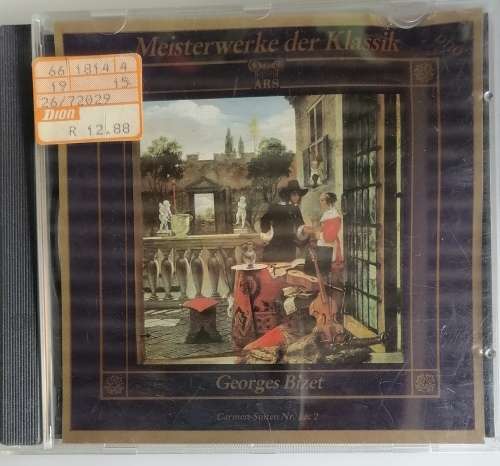 Meisterwerke der Klassik
DDD
ARS
66 1814 4
19 15
26/72029
Dion
R 12.88
Georges Bizet
Carmen-Suiten Nr. 1 & 2